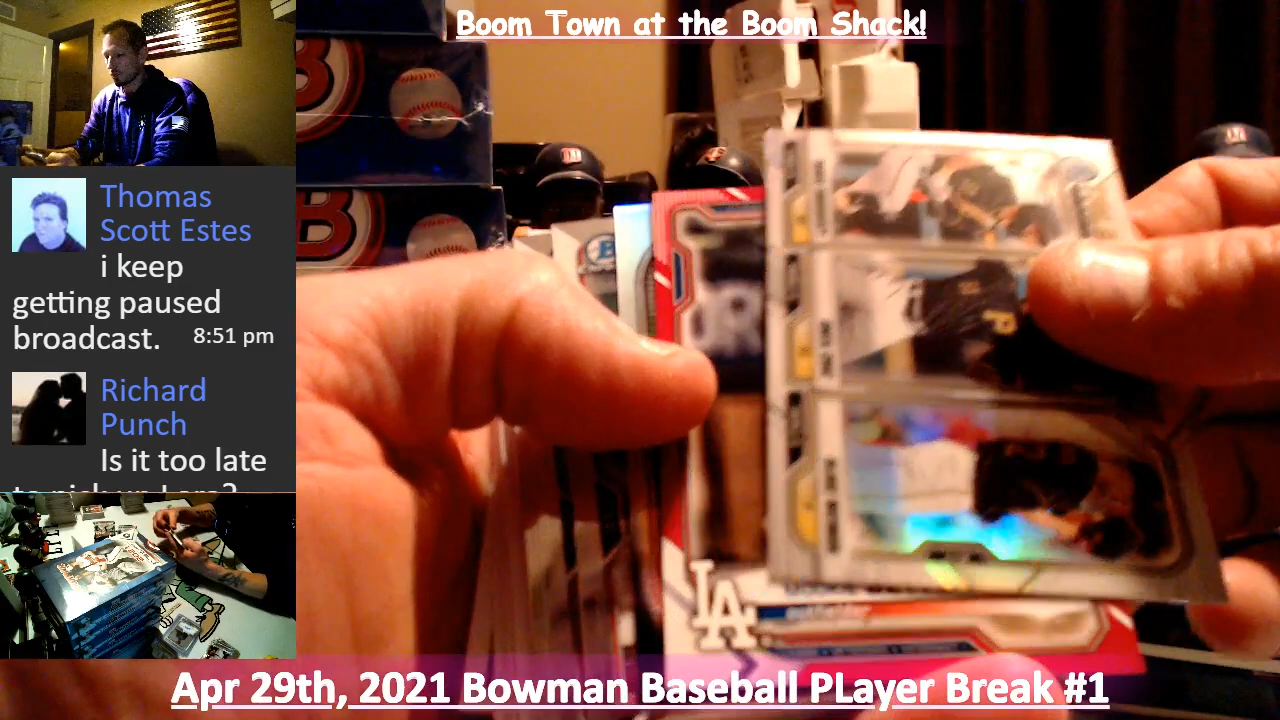 Boom Town at the Boom Shack!
Thomas
Scott Estes
i keep
getting paused
broadcast. 8:51 pm
Richard
Punch
Is it too late
B
B
LA
P
Apr 29th, 2021 Bowman Baseball PLayer Break #1